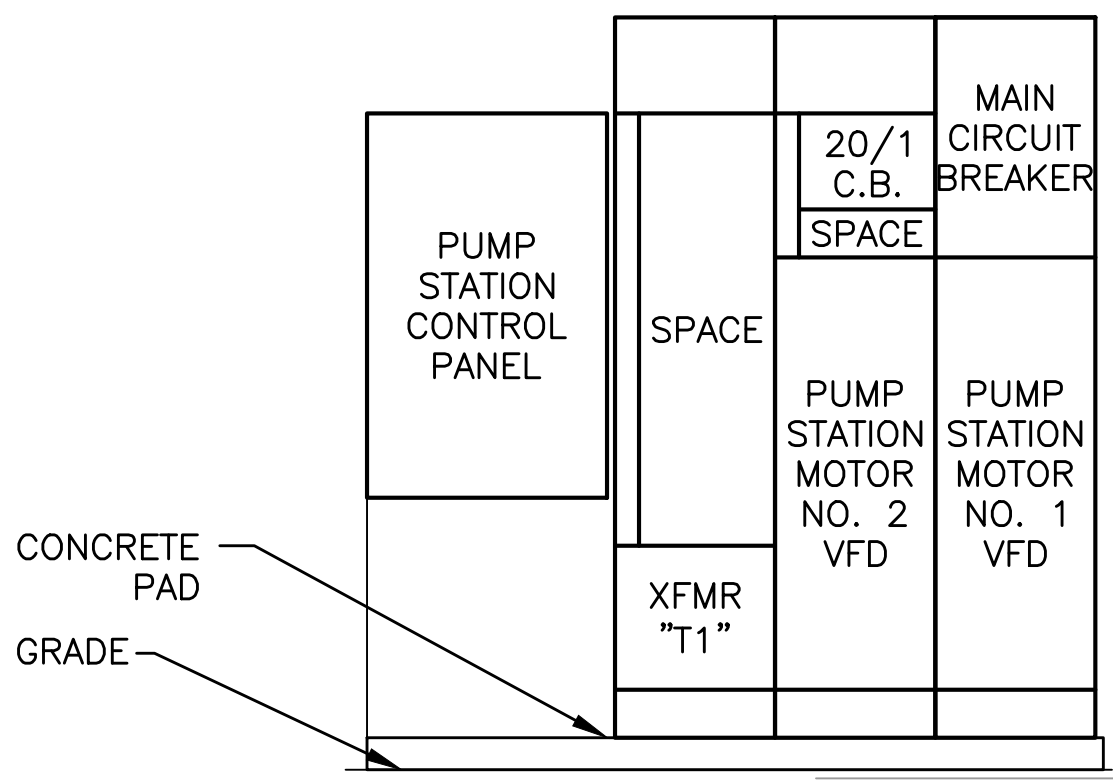 MAIN
CIRCUIT
BREAKER
20/1
C.B.
SPACE
PUMP
STATION
CONTROL
PANEL
SPACE
PUMP
STATION
MOTOR
NO. 2
VFD
PUMP
STATION
MOTOR
NO. 1
VFD
CONCRETE
PAD
XFMR
"T1"
GRADE